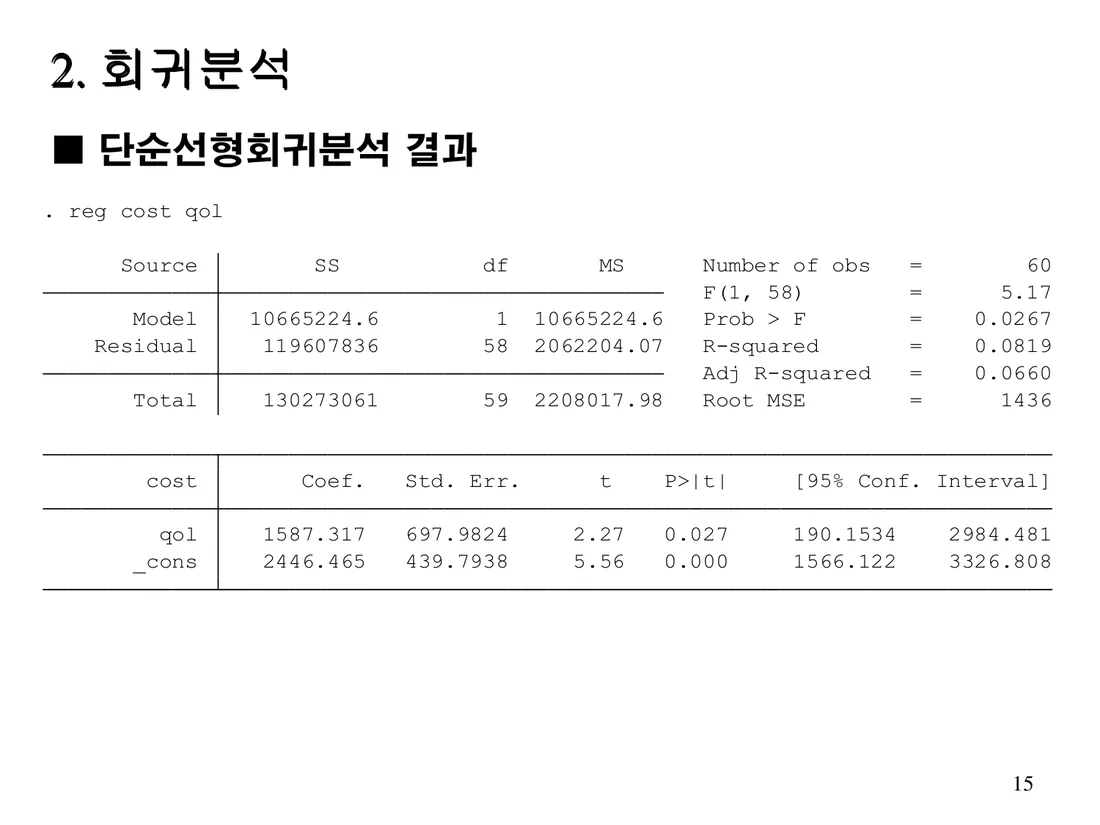 2. 회귀분석
■ 단순선형회귀분석 결과
. reg cost qol
Source SS df MS Number of obs = 60
F(1, 58) = 5.17
Model 10665224.6 1 10665224.6 Prob > F = 0.0267
Residual 119607836 58 2062204.07 R-squared = 0.0819
Adj R-squared = 0.0660
Total 130273061 59 2208017.98 Root MSE = 1436
cost Coef. Std. Err. t P>|t| [95% Conf. Interval]
qol 1587.317 697.9824 2.27 0.027 190.1534 2984.481
_cons 2446.465 439.7938 5.56 0.000 1566.122 3326.808
15